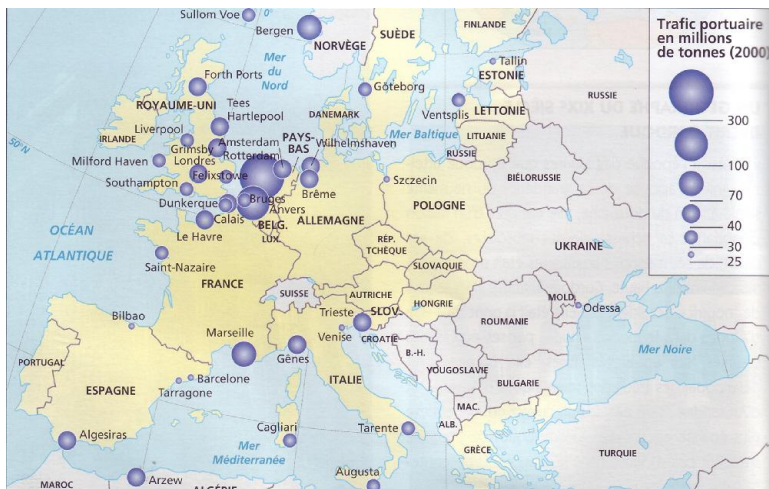 Sullom Voe
0°
Bergen
NORVÈGE
SUÈDE
FINLANDE
Mer
du
Nord
Forth Ports
Göteborg
Tallin
ESTONIE
RUSSIE
ROYAUME-UNI
Tees
Hartlepool
DANEMARK
Ventsplis
LETTONIE
Mer Baltique
LITUANIE
RUSSIE
IRLANDE
Liverpool
Grimsby
Amsterdam
PAYS-
BAS
Wilhelmshaven
50°N
Milford Haven
Londres
Rotterdam
Felixstowe
Southampton
Brême
Szczecin
BIÉLORUSSIE
Dunkerque
Bruges
Anvers
Calais
BELG.
ALLEMAGNE
POLOGNE
LUX.
Le Havre
OCÉAN
ATLANTIQUE
RÉP.
TCHÈQUE
UKRAINE
Saint-Nazaire
SLOVAQUIE
FRANCE
SUISSE
AUTRICHE
HONGRIE
MOLD.
Odessa
Bilbao
Trieste
SLOV.
ROUMANIE
Marseille
Venise
CROATIE
Gênes
B.-H.
Mer Noire
PORTUGAL
YOUGOSLAVIE
Barcelone
Tarragone
ITALIE
BULGARIE
ESPAGNE
MAC.
ALB.
Algesiras
Cagliari
Tarente
Mer
Méditerranée
GRÈCE
TURQUIE
MAROC
Arzew
ALGÉRIE
Augusta
Trafic portuaire
en millions
de tonnes (2000)
300
100
70
40
30
25